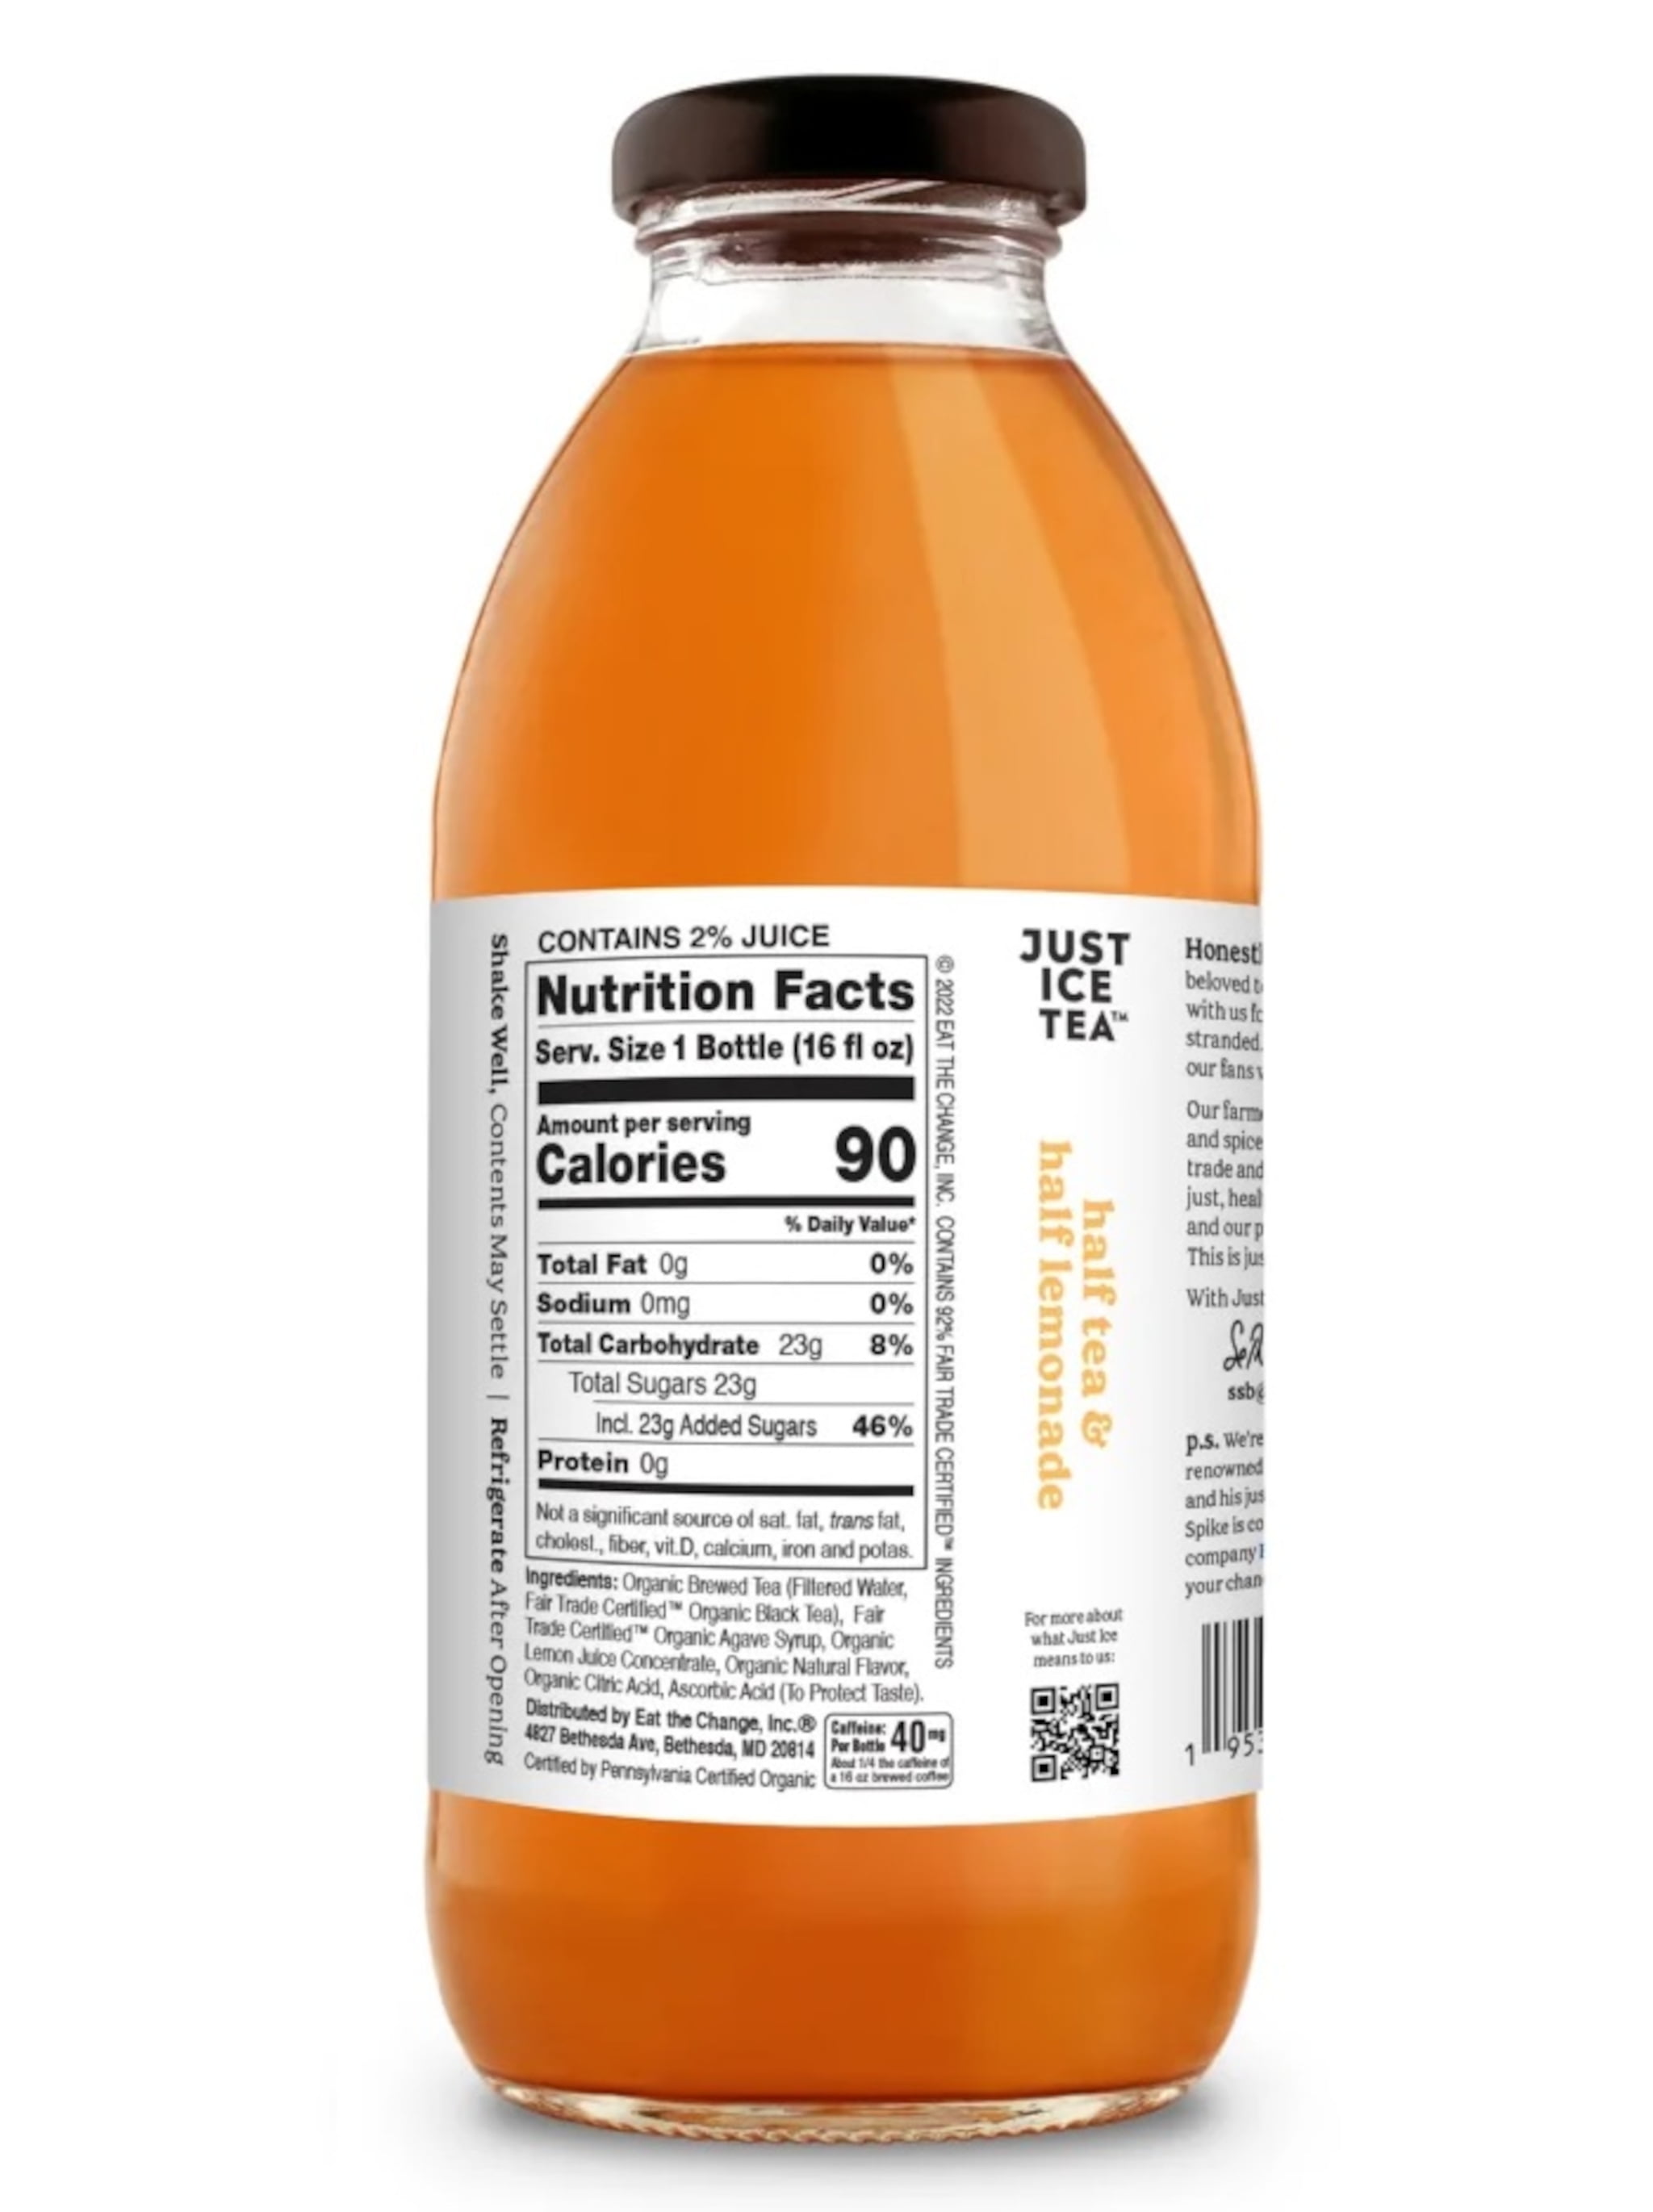 Shake Well, Contents May Settle | Refrigerate After Opening
CONTAINS 2% JUICE
Nutrition Facts
Serv. Size 1 Bottle (16 fl oz)
Amount per serving
Calories 90
% Daily Value*
Total Fat 0g 0%
Sodium 0mg 0%
Total Carbohydrate 23g 8%
Total Sugars 23g
Incl. 23g Added Sugars 46%
Protein 0g
Not a significant source of sat. fat, trans fat,
cholest., fiber, vit.D, calcium, iron and potas.
Ingredients: Organic Brewed Tea (Filtered Water,
Fair Trade Certified™ Organic Black Tea), Fair
Trade Certified™ Organic Agave Syrup, Organic
Lemon Juice Concentrate, Organic Natural Flavor,
Organic Citric Acid, Ascorbic Acid (To Protect Taste).
Distributed by Eat the Change, Inc.®
4827 Bethesda Ave, Bethesda, MD 20814
Certified by Pennsylvania Certified Organic
Caffeine: 40mg
Per Bottle
About 1/4 the caffeine of
a 16 oz brewed coffee
© 2022 EAT THE CHANGE, INC. CONTAINS 92% FAIR TRADE CERTIFIED™ INGREDIENTS
JUST
ICE
TEA™
half tea &
half lemonade
For more about
what Just Ice
means to us:
Honest
beloved
with us
stranded.
our fans
Our
and spice
trade and
just,
and our
This is
With Just
ssb@
p.s. We're
renowned
and his
Spike is
company
your
1 95